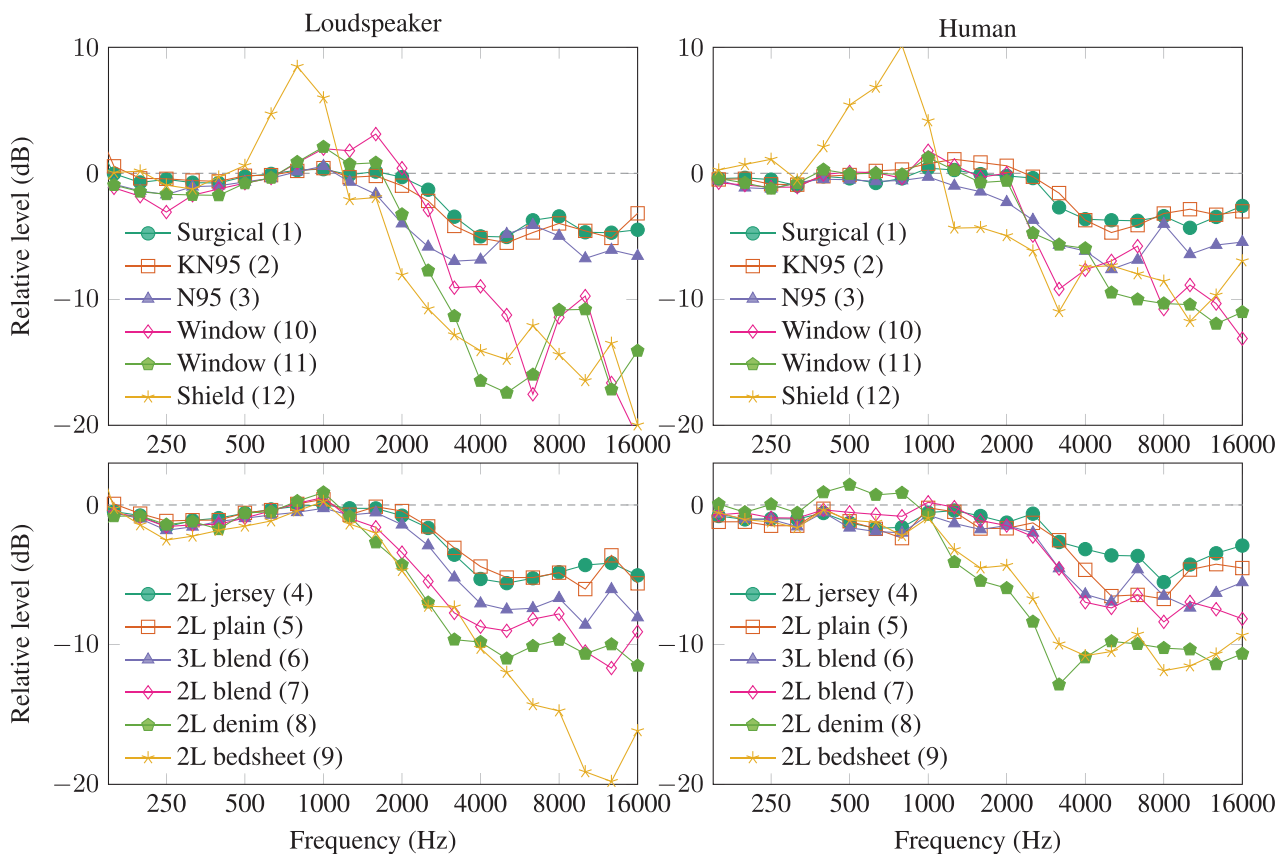 Loudspeaker
Human
10
0
−10
−20
Relative level (dB)
Surgical (1)
KN95 (2)
N95 (3)
Window (10)
Window (11)
Shield (12)
250 500 1000 2000 4000 8000 16000
10
0
−10
−20
Relative level (dB)
Surgical (1)
KN95 (2)
N95 (3)
Window (10)
Window (11)
Shield (12)
250 500 1000 2000 4000 8000 16000
0
−10
−20
Relative level (dB)
2L jersey (4)
2L plain (5)
3L blend (6)
2L blend (7)
2L denim (8)
2L bedsheet (9)
250 500 1000 2000 4000 8000 16000
Frequency (Hz)
0
−10
−20
Relative level (dB)
2L jersey (4)
2L plain (5)
3L blend (6)
2L blend (7)
2L denim (8)
2L bedsheet (9)
250 500 1000 2000 4000 8000 16000
Frequency (Hz)